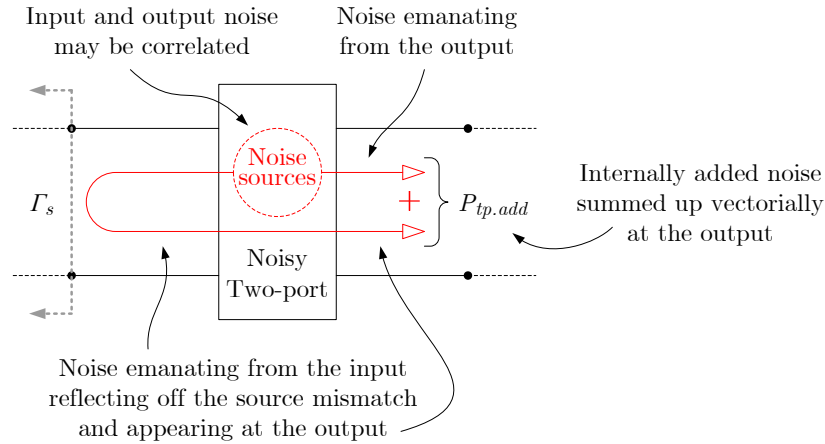 Input and output noise
may be correlated
Noise emanating
from the output
Noise
sources
Γs
+
Ptp.add
Internally added noise
summed up vectorially
at the output
Noisy
Two-port
Noise emanating from the input
reflecting off the source mismatch
and appearing at the output